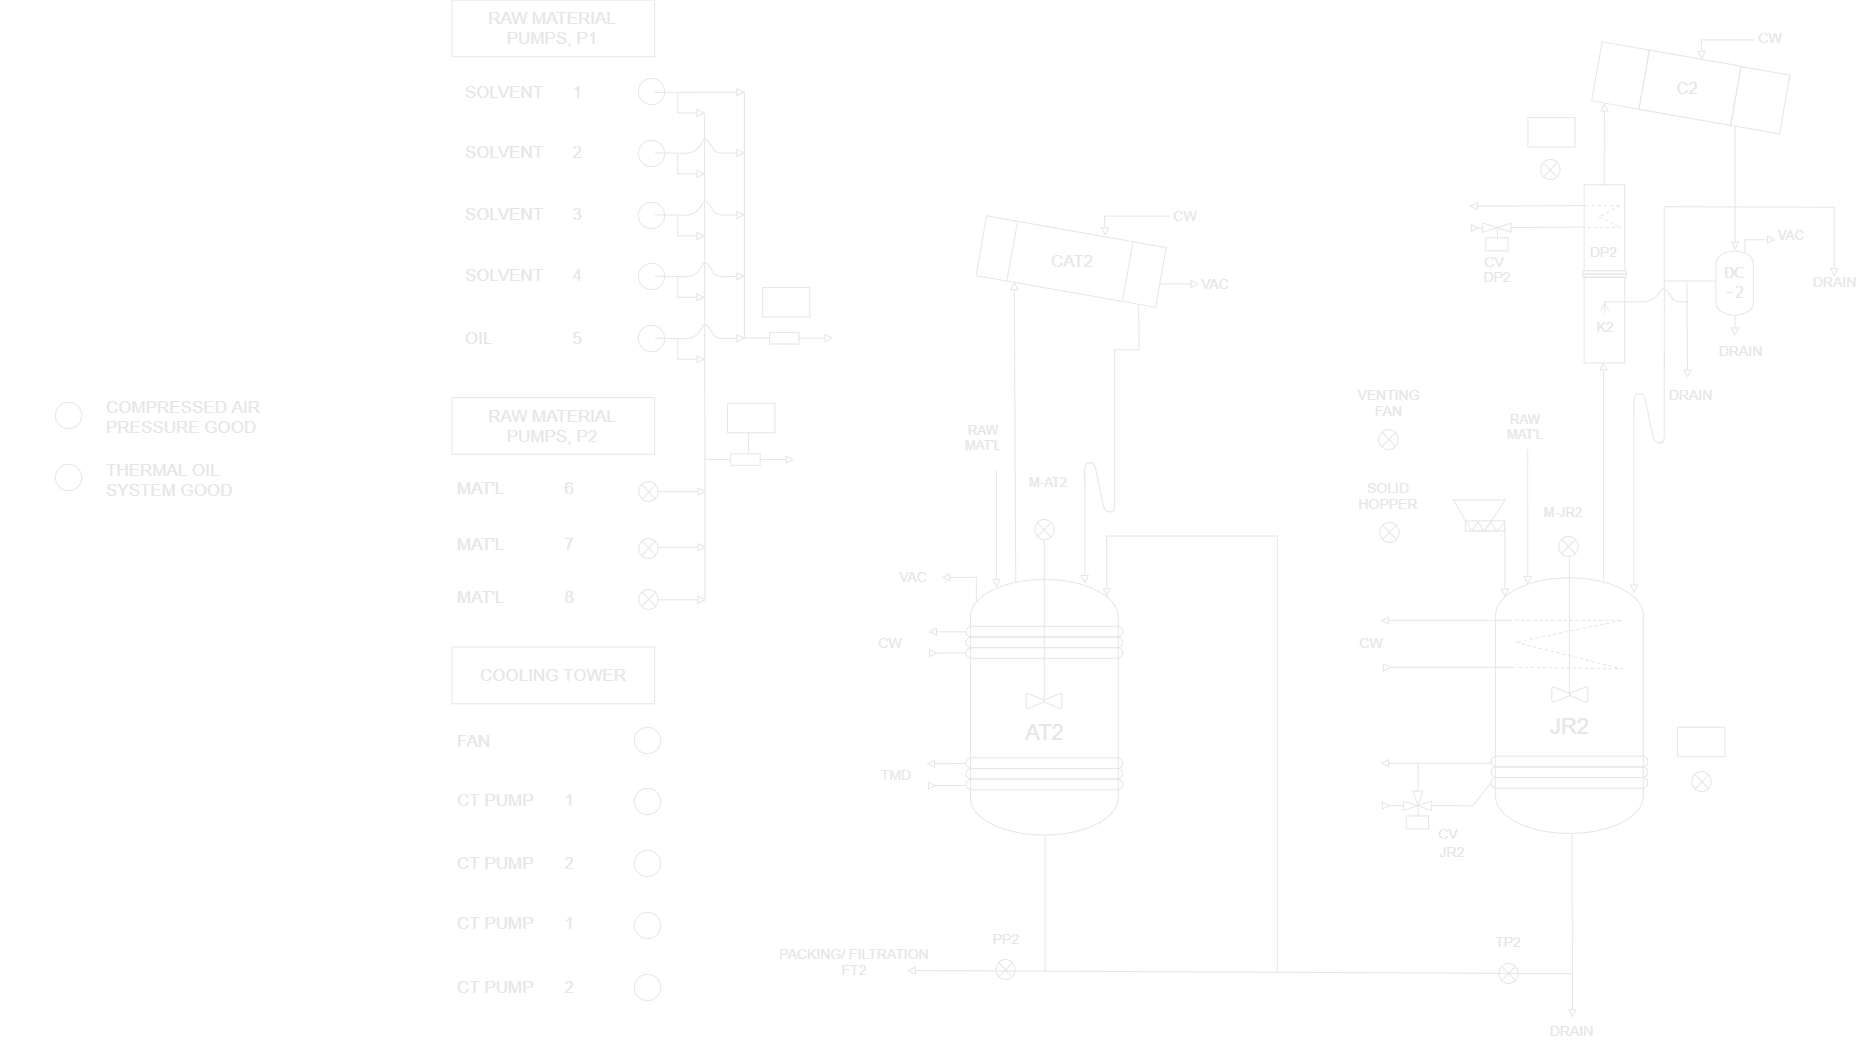 RAW MATERIAL
PUMPS, P1
SOLVENT 1
SOLVENT 2
SOLVENT 3
SOLVENT 4
OIL 5
COMPRESSED AIR
PRESSURE GOOD
THERMAL OIL
SYSTEM GOOD
RAW MATERIAL
PUMPS, P2
MAT'L 6
MAT'L 7
MAT'L 8
COOLING TOWER
FAN
CT PUMP 1
CT PUMP 2
CT PUMP 1
CT PUMP 2
CW
CAT2
VAC
RAW
MAT'L
M-AT2
VAC
CW
AT2
TMD
PP2
PACKING/ FILTRATION
FT2
CW
C2
DP2
CV
DP2
VAC
DC
-2
DRAIN
K2
DRAIN
DRAIN
VENTING
FAN
RAW
MAT'L
SOLID
HOPPER
M-JR2
CW
JR2
CV
JR2
TP2
DRAIN